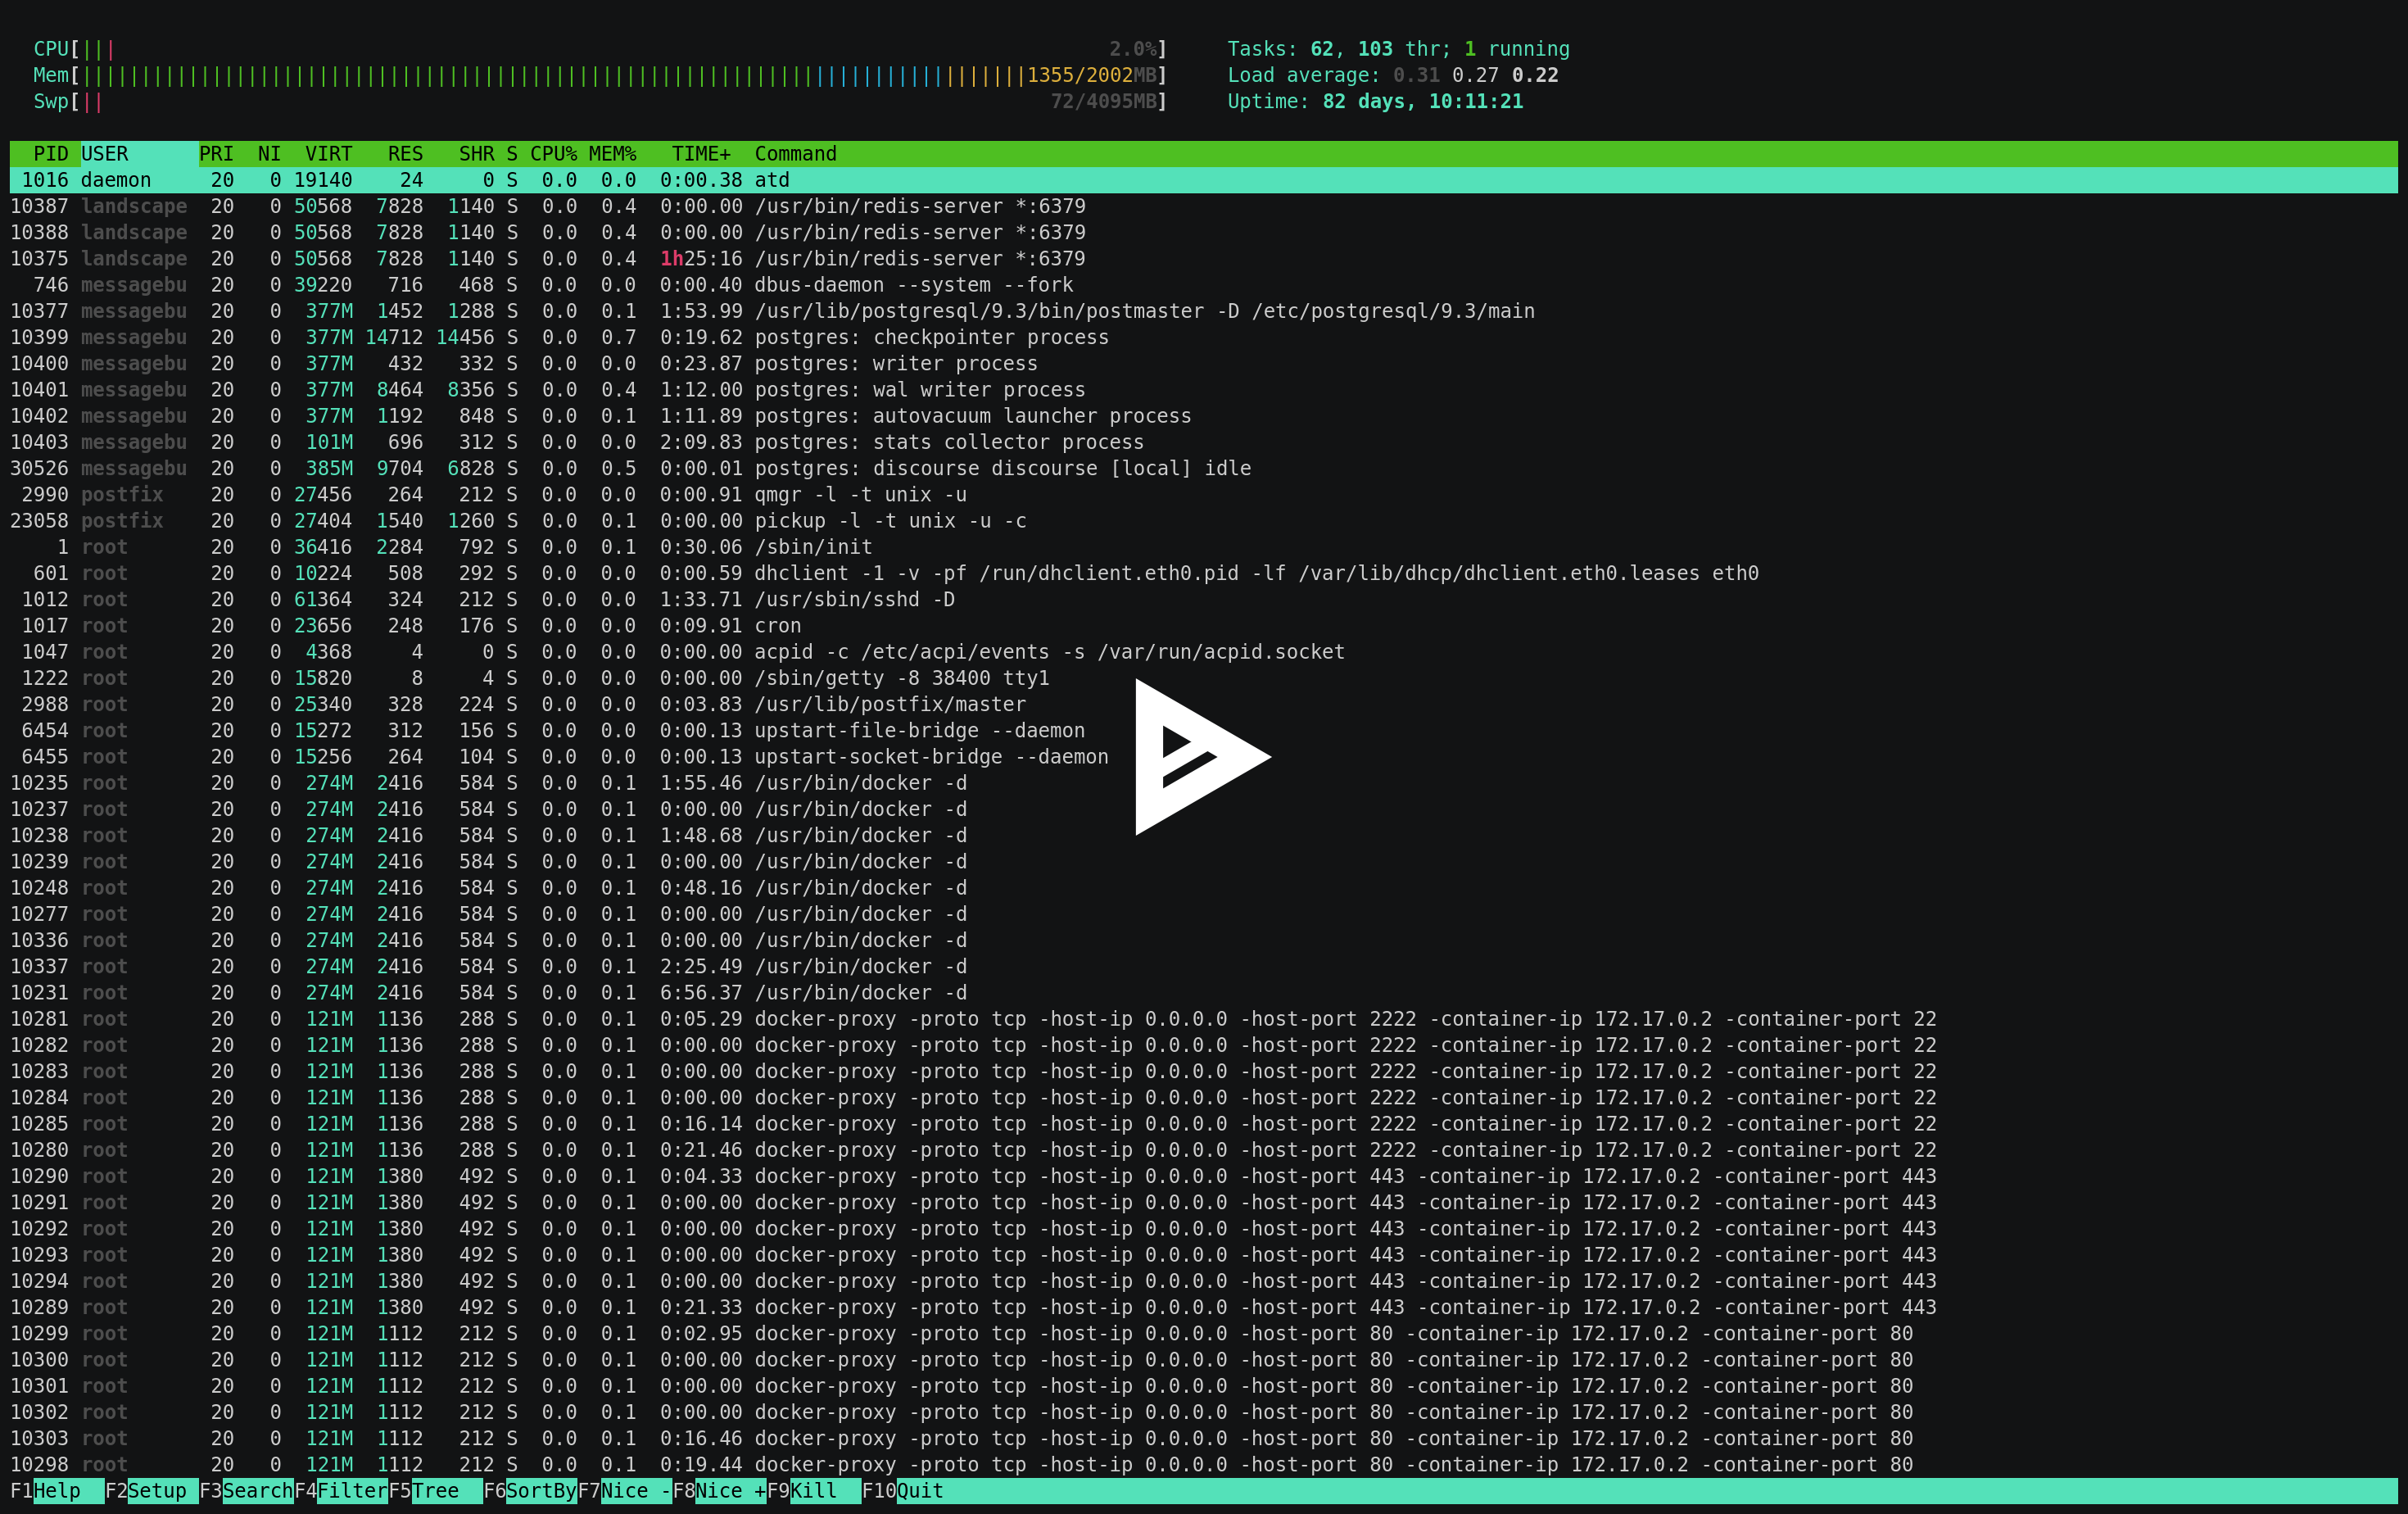 CPU[||| 2.0%] Tasks: 62, 103 thr; 1 running
Mem[||||||||||||||||||||||||||||||||||||||||||||||||||||||||||||||||||||||||||||||||1355/2002MB] Load average: 0.31 0.27 0.22
Swp[|| 72/4095MB] Uptime: 82 days, 10:11:21
PID USER PRI NI VIRT RES SHR S CPU% MEM% TIME+ Command
1016 daemon 20 0 19140 24 0 S 0.0 0.0 0:00.38 atd
10387 landscape 20 0 50568 7828 1140 S 0.0 0.4 0:00.00 /usr/bin/redis-server *:6379
10388 landscape 20 0 50568 7828 1140 S 0.0 0.4 0:00.00 /usr/bin/redis-server *:6379
10375 landscape 20 0 50568 7828 1140 S 0.0 0.4 1h25:16 /usr/bin/redis-server *:6379
746 messagebu 20 0 39220 716 468 S 0.0 0.0 0:00.40 dbus-daemon --system --fork
10377 messagebu 20 0 377M 1452 1288 S 0.0 0.1 1:53.99 /usr/lib/postgresql/9.3/bin/postmaster -D /etc/postgresql/9.3/main
10399 messagebu 20 0 377M 14712 14456 S 0.0 0.7 0:19.62 postgres: checkpointer process
10400 messagebu 20 0 377M 432 332 S 0.0 0.0 0:23.87 postgres: writer process
10401 messagebu 20 0 377M 8464 8356 S 0.0 0.4 1:12.00 postgres: wal writer process
10402 messagebu 20 0 377M 1192 848 S 0.0 0.1 1:11.89 postgres: autovacuum launcher process
10403 messagebu 20 0 101M 696 312 S 0.0 0.0 2:09.83 postgres: stats collector process
30526 messagebu 20 0 385M 9704 6828 S 0.0 0.5 0:00.01 postgres: discourse discourse [local] idle
2990 postfix 20 0 27456 264 212 S 0.0 0.0 0:00.91 qmgr -l -t unix -u
23058 postfix 20 0 27404 1540 1260 S 0.0 0.1 0:00.00 pickup -l -t unix -u -c
1 root 20 0 36416 2284 792 S 0.0 0.1 0:30.06 /sbin/init
601 root 20 0 10224 508 292 S 0.0 0.0 0:00.59 dhclient -1 -v -pf /run/dhclient.eth0.pid -lf /var/lib/dhcp/dhclient.eth0.leases eth0
1012 root 20 0 61364 324 212 S 0.0 0.0 1:33.71 /usr/sbin/sshd -D
1017 root 20 0 23656 248 176 S 0.0 0.0 0:09.91 cron
1047 root 20 0 4368 4 0 S 0.0 0.0 0:00.00 acpid -c /etc/acpi/events -s /var/run/acpid.socket
1222 root 20 0 15820 8 4 S 0.0 0.0 0:00.00 /sbin/getty -8 38400 tty1
2988 root 20 0 25340 328 224 S 0.0 0.0 0:03.83 /usr/lib/postfix/master
6454 root 20 0 15272 312 156 S 0.0 0.0 0:00.13 upstart-file-bridge --daemon
6455 root 20 0 15256 264 104 S 0.0 0.0 0:00.13 upstart-socket-bridge --daemon
10235 root 20 0 274M 2416 584 S 0.0 0.1 1:55.46 /usr/bin/docker -d
10237 root 20 0 274M 2416 584 S 0.0 0.1 0:00.00 /usr/bin/docker -d
10238 root 20 0 274M 2416 584 S 0.0 0.1 1:48.68 /usr/bin/docker -d
10239 root 20 0 274M 2416 584 S 0.0 0.1 0:00.00 /usr/bin/docker -d
10248 root 20 0 274M 2416 584 S 0.0 0.1 0:48.16 /usr/bin/docker -d
10277 root 20 0 274M 2416 584 S 0.0 0.1 0:00.00 /usr/bin/docker -d
10336 root 20 0 274M 2416 584 S 0.0 0.1 0:00.00 /usr/bin/docker -d
10337 root 20 0 274M 2416 584 S 0.0 0.1 2:25.49 /usr/bin/docker -d
10231 root 20 0 274M 2416 584 S 0.0 0.1 6:56.37 /usr/bin/docker -d
10281 root 20 0 121M 1136 288 S 0.0 0.1 0:05.29 docker-proxy -proto tcp -host-ip 0.0.0.0 -host-port 2222 -container-ip 172.17.0.2 -container-port 22
10282 root 20 0 121M 1136 288 S 0.0 0.1 0:00.00 docker-proxy -proto tcp -host-ip 0.0.0.0 -host-port 2222 -container-ip 172.17.0.2 -container-port 22
10283 root 20 0 121M 1136 288 S 0.0 0.1 0:00.00 docker-proxy -proto tcp -host-ip 0.0.0.0 -host-port 2222 -container-ip 172.17.0.2 -container-port 22
10284 root 20 0 121M 1136 288 S 0.0 0.1 0:00.00 docker-proxy -proto tcp -host-ip 0.0.0.0 -host-port 2222 -container-ip 172.17.0.2 -container-port 22
10285 root 20 0 121M 1136 288 S 0.0 0.1 0:16.14 docker-proxy -proto tcp -host-ip 0.0.0.0 -host-port 2222 -container-ip 172.17.0.2 -container-port 22
10280 root 20 0 121M 1136 288 S 0.0 0.1 0:21.46 docker-proxy -proto tcp -host-ip 0.0.0.0 -host-port 2222 -container-ip 172.17.0.2 -container-port 22
10290 root 20 0 121M 1380 492 S 0.0 0.1 0:04.33 docker-proxy -proto tcp -host-ip 0.0.0.0 -host-port 443 -container-ip 172.17.0.2 -container-port 443
10291 root 20 0 121M 1380 492 S 0.0 0.1 0:00.00 docker-proxy -proto tcp -host-ip 0.0.0.0 -host-port 443 -container-ip 172.17.0.2 -container-port 443
10292 root 20 0 121M 1380 492 S 0.0 0.1 0:00.00 docker-proxy -proto tcp -host-ip 0.0.0.0 -host-port 443 -container-ip 172.17.0.2 -container-port 443
10293 root 20 0 121M 1380 492 S 0.0 0.1 0:00.00 docker-proxy -proto tcp -host-ip 0.0.0.0 -host-port 443 -container-ip 172.17.0.2 -container-port 443
10294 root 20 0 121M 1380 492 S 0.0 0.1 0:00.00 docker-proxy -proto tcp -host-ip 0.0.0.0 -host-port 443 -container-ip 172.17.0.2 -container-port 443
10289 root 20 0 121M 1380 492 S 0.0 0.1 0:21.33 docker-proxy -proto tcp -host-ip 0.0.0.0 -host-port 443 -container-ip 172.17.0.2 -container-port 443
10299 root 20 0 121M 1112 212 S 0.0 0.1 0:02.95 docker-proxy -proto tcp -host-ip 0.0.0.0 -host-port 80 -container-ip 172.17.0.2 -container-port 80
10300 root 20 0 121M 1112 212 S 0.0 0.1 0:00.00 docker-proxy -proto tcp -host-ip 0.0.0.0 -host-port 80 -container-ip 172.17.0.2 -container-port 80
10301 root 20 0 121M 1112 212 S 0.0 0.1 0:00.00 docker-proxy -proto tcp -host-ip 0.0.0.0 -host-port 80 -container-ip 172.17.0.2 -container-port 80
10302 root 20 0 121M 1112 212 S 0.0 0.1 0:00.00 docker-proxy -proto tcp -host-ip 0.0.0.0 -host-port 80 -container-ip 172.17.0.2 -container-port 80
10303 root 20 0 121M 1112 212 S 0.0 0.1 0:16.46 docker-proxy -proto tcp -host-ip 0.0.0.0 -host-port 80 -container-ip 172.17.0.2 -container-port 80
10298 root 20 0 121M 1112 212 S 0.0 0.1 0:19.44 docker-proxy -proto tcp -host-ip 0.0.0.0 -host-port 80 -container-ip 172.17.0.2 -container-port 80
F1Help F2Setup F3SearchF4FilterF5Tree F6SortByF7Nice -F8Nice +F9Kill F10Quit